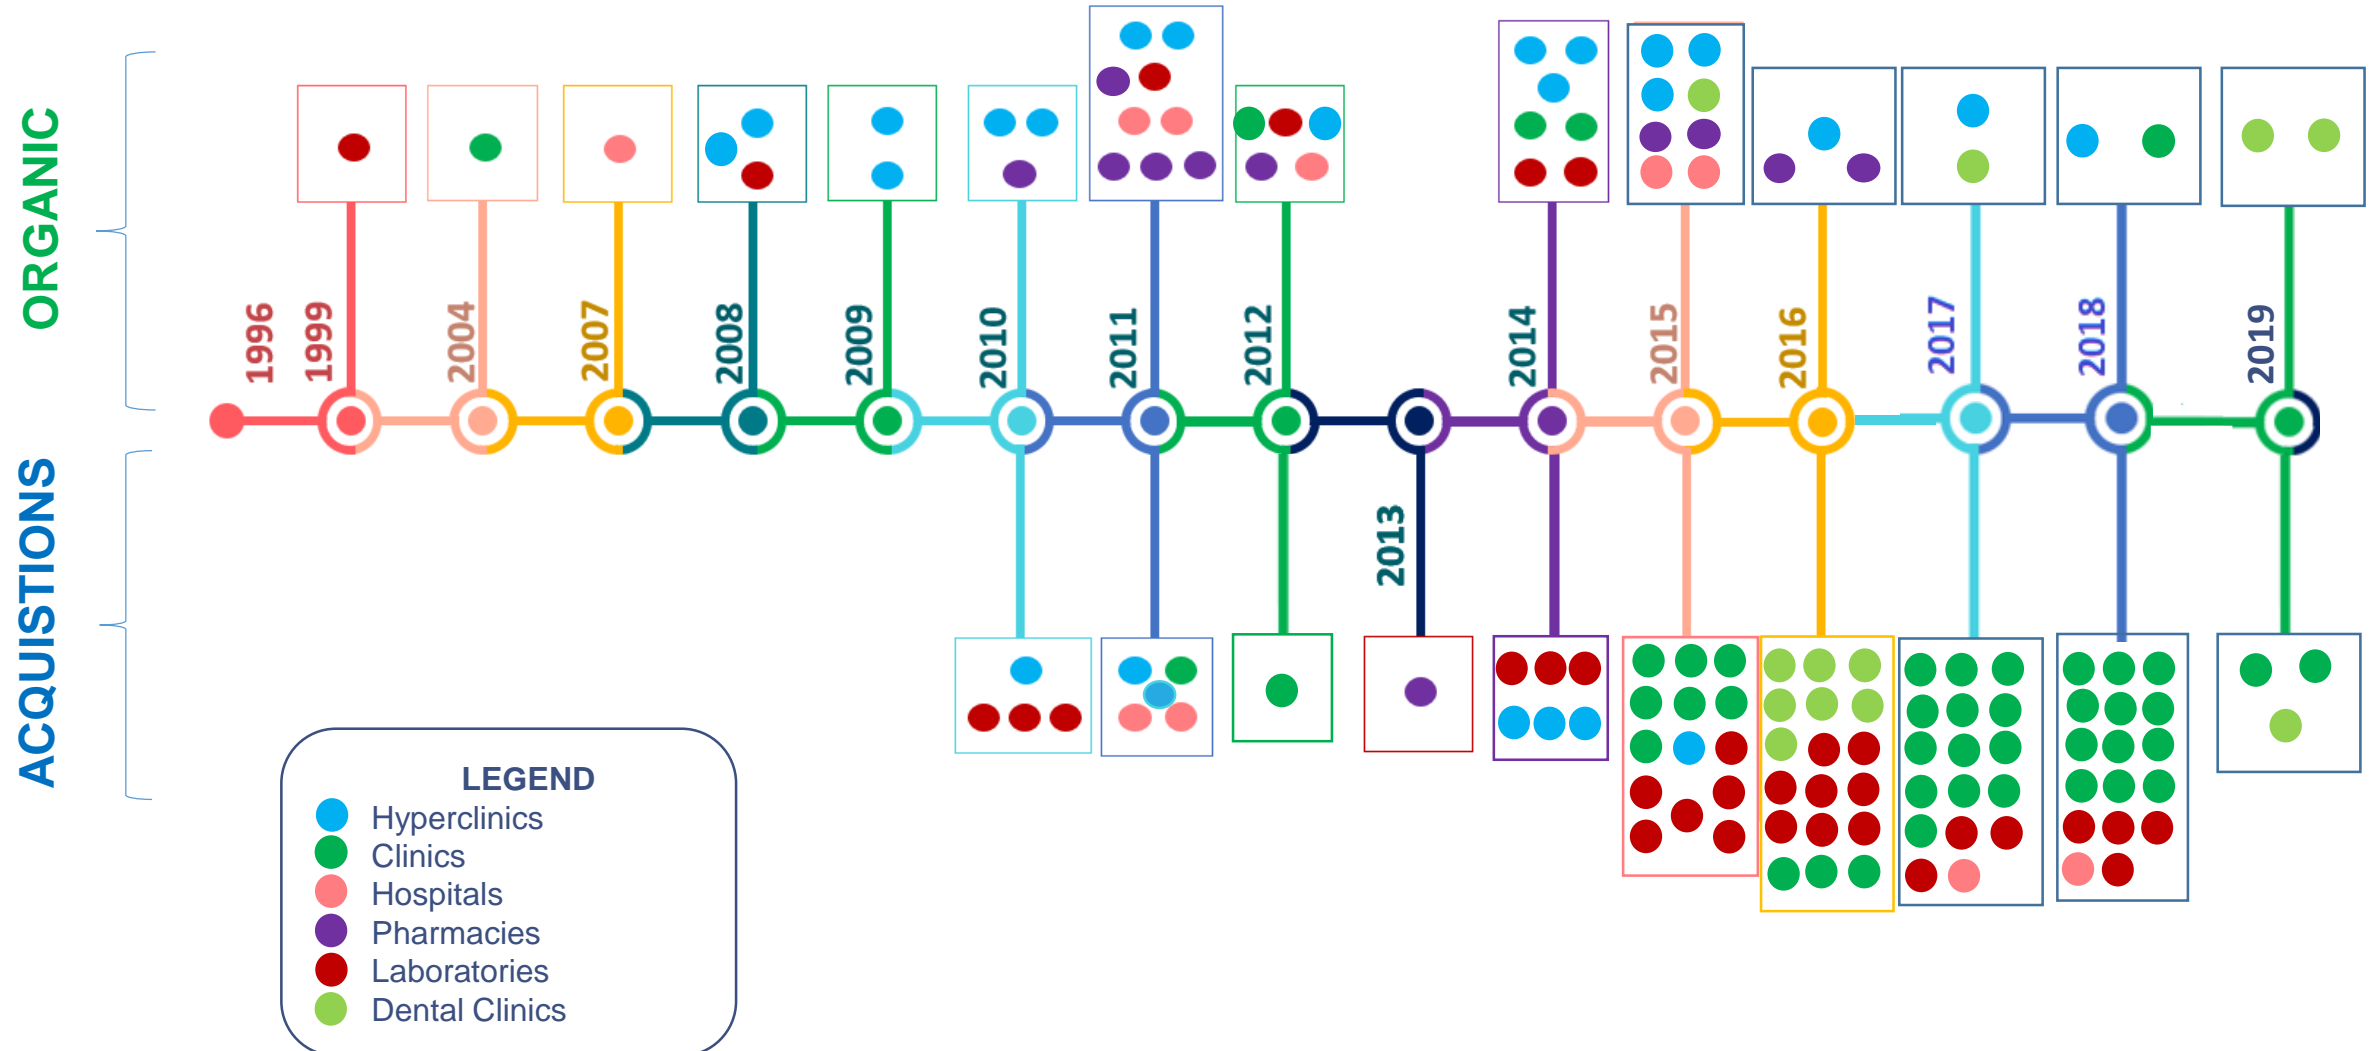 ORGANIC
ACQUISTIONS
1996
1999
2004
2007
2008
2009
2010
2011
2012
2013
2014
2015
2016
2017
2018
2019
LEGEND
Hyperclinics
Clinics
Hospitals
Pharmacies
Laboratories
Dental Clinics